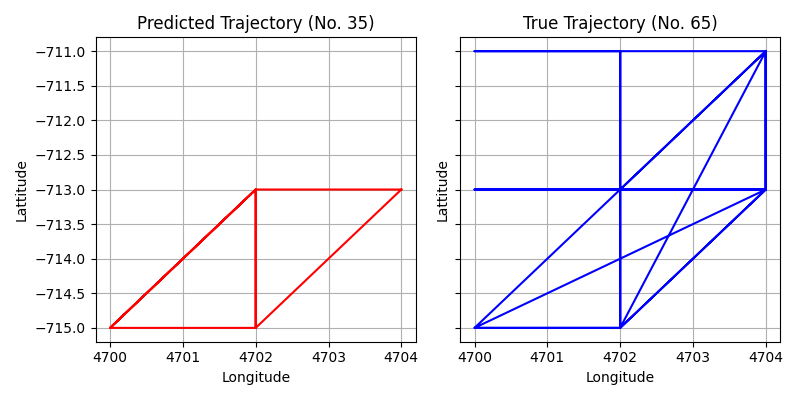 Predicted Trajectory (No. 35)
True Trajectory (No. 65)
Lattitude
−711.0
−711.5
−712.0
−712.5
−713.0
−713.5
−714.0
−714.5
−715.0
4700 4701 4702 4703 4704
Longitude
Lattitude
4700 4701 4702 4703 4704
Longitude